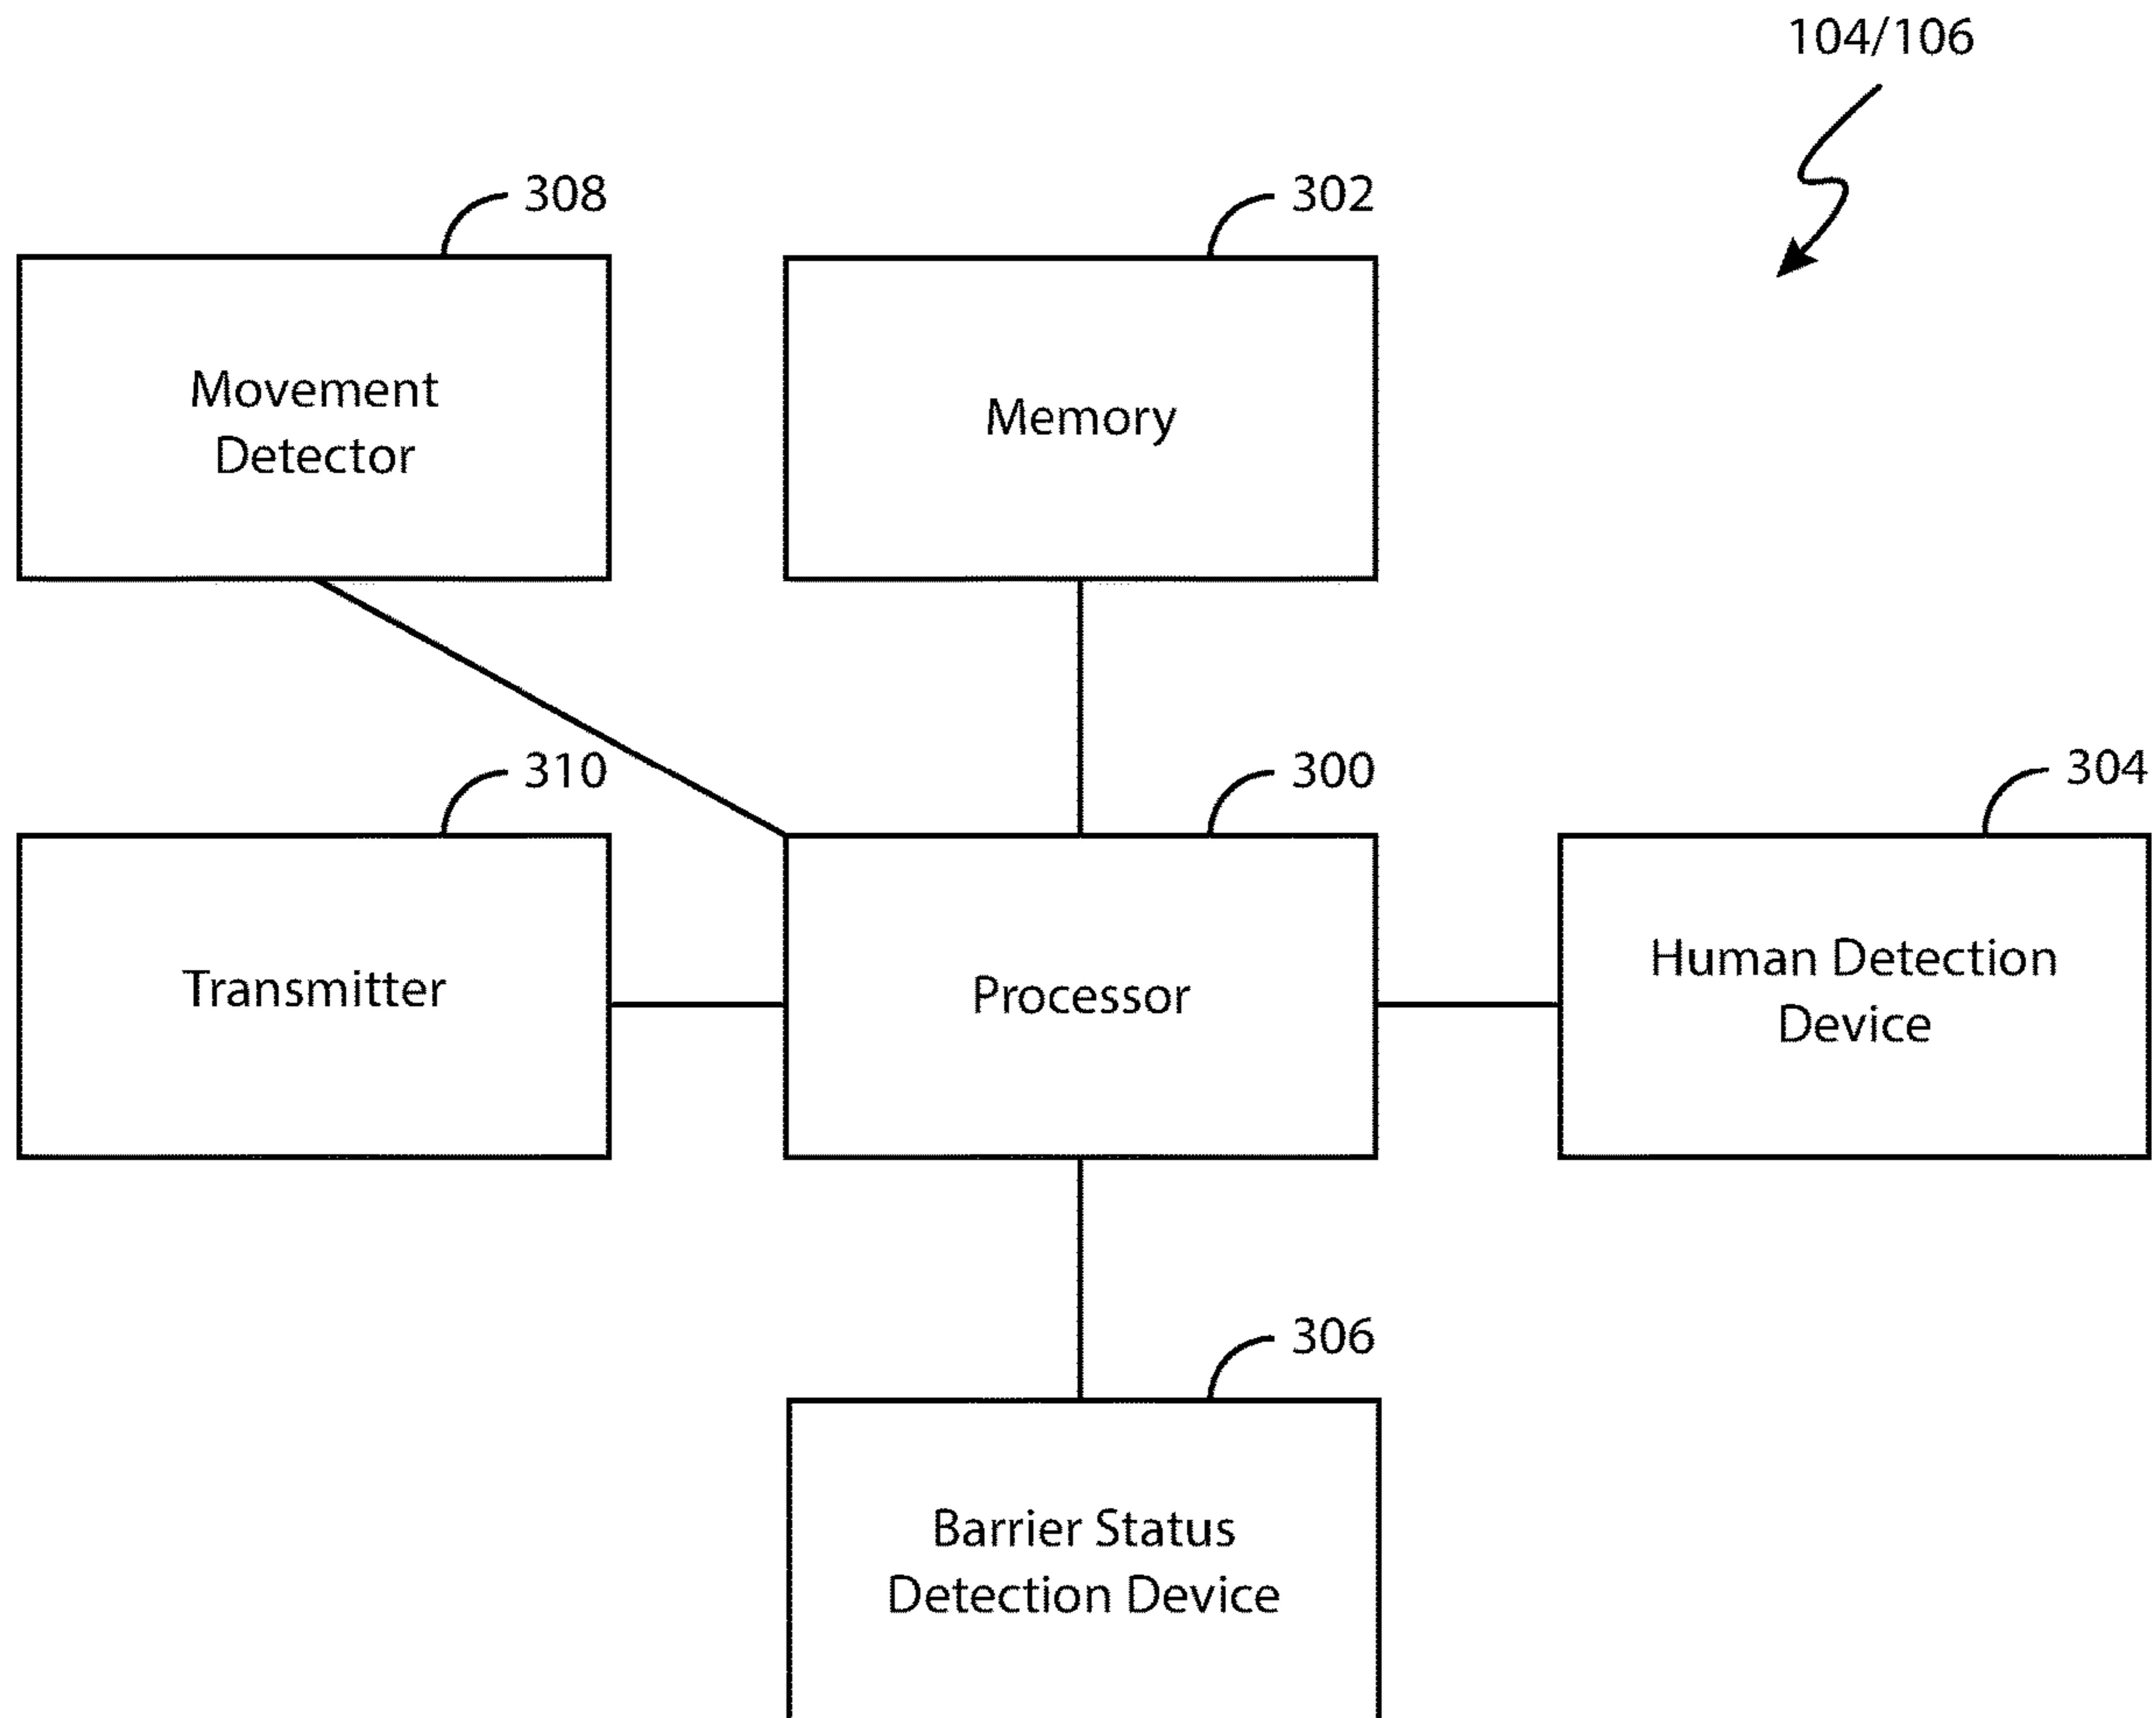 104/106
308
302
Movement
Detector
Memory
310
300
304
Transmitter
Processor
Human Detection
Device
306
Barrier Status
Detection Device